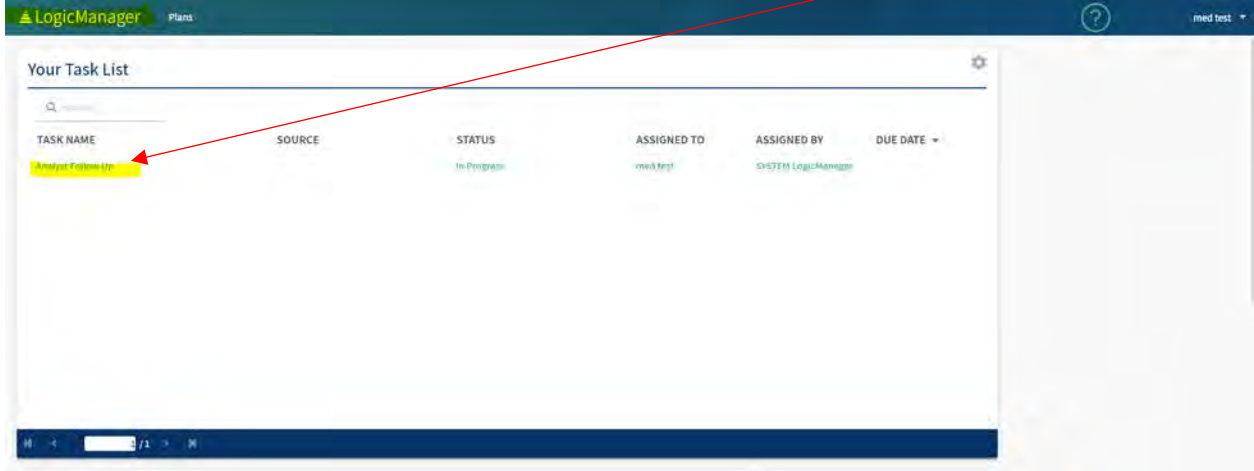 LogicManager Plans ? med test
Your Task List
TASK NAME SOURCE STATUS ASSIGNED TO ASSIGNED BY DUE DATE
Analyst Follow Up In Progress med test SYSTEM LogicManager
/1